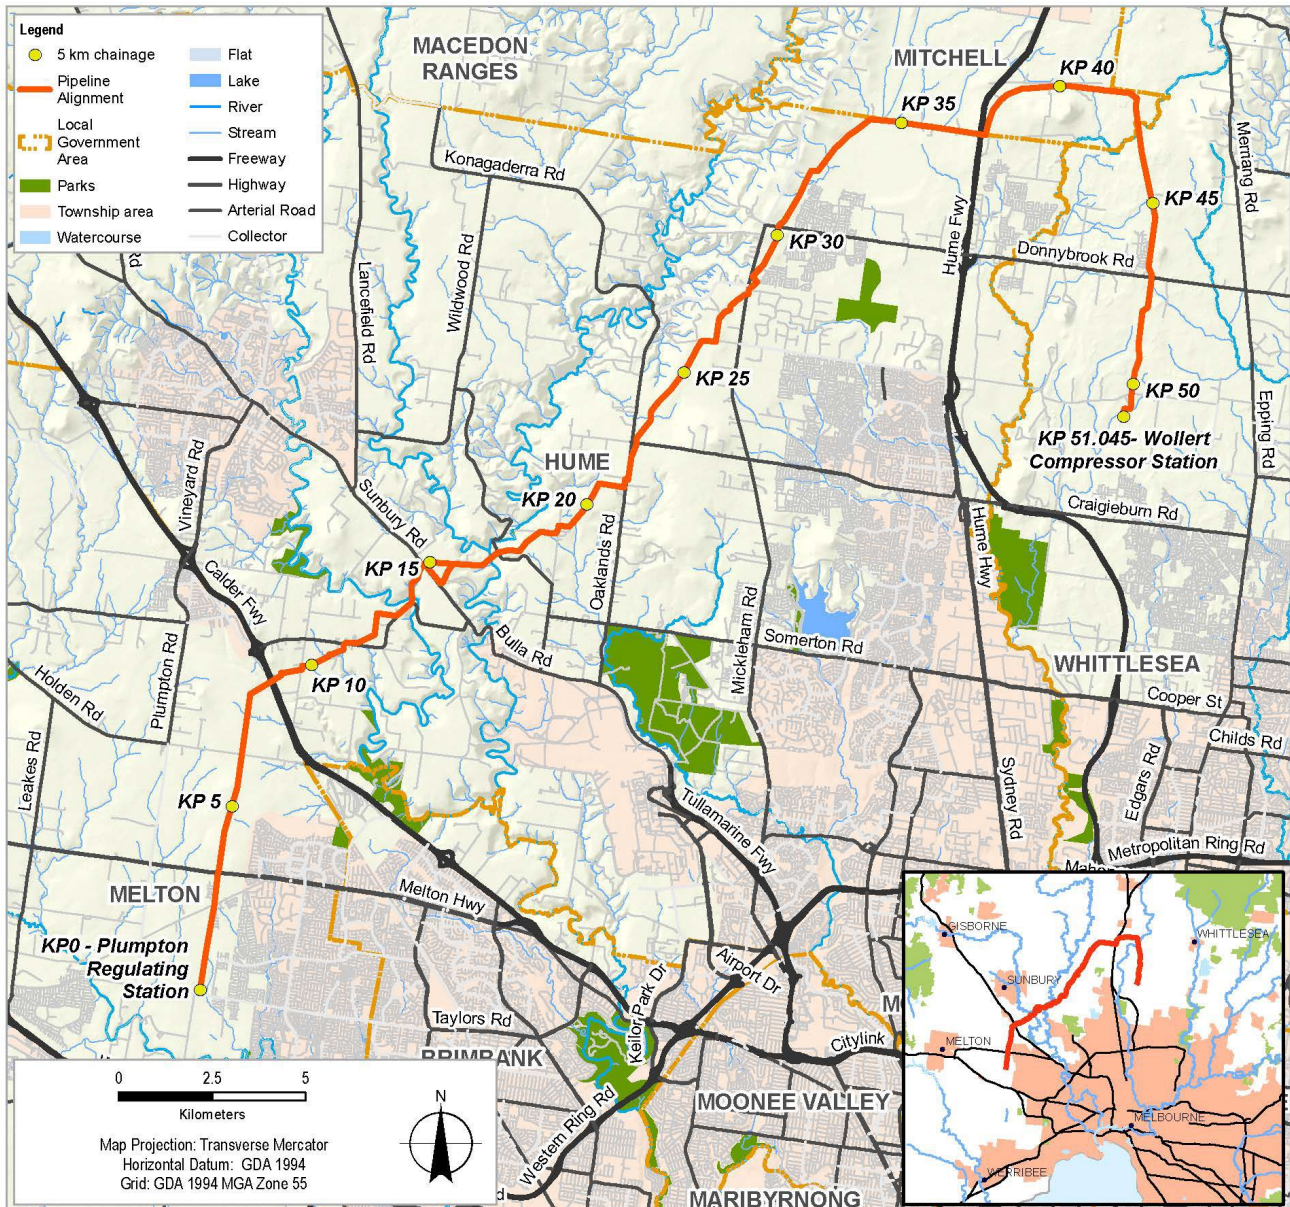 Legend
5 km chainage
Pipeline
Alignment
Local
Government
Area
Parks
Township area
Watercourse
Flat
Lake
River
Stream
Freeway
Highway
Arterial Road
Collector
MACEDON
RANGES
MITCHELL
KP 40
KP 35
Konagaderra Rd
Merriang Rd
KP 45
KP 30
Hume Fwy
Donnybrook Rd
Rd
Lancefield Rd
Wildwood Rd
KP 25
KP 50
KP 51.045- Wollert
Compressor Station
Epping Rd
Vineyard Rd
Sunbury Rd
HUME
KP 20
Oaklands Rd
Craigieburn Rd
Hume Hwy
KP 15
Calder Fwy
Bulla Rd
Mickleham Rd
Somerton Rd
WHITTLESEA
Cooper St
Childs Rd
Edgars Rd
Holden Rd
Plumpton Rd
KP 10
Leakes Rd
KP 5
Sydney Rd
Tullamarine Fwy
Metropolitan Ring Rd
MELTON
Melton Hwy
KP0 - Plumpton
Regulating
Station
Airport Dr
Keilor Park Dr
Taylors Rd
BRIMBANK
Citylink
MOONEE VALLEY
Western Ring Rd
MARIBYRNONG
0 2.5 5
Kilometers
N
Map Projection: Transverse Mercator
Horizontal Datum: GDA 1994
Grid: GDA 1994 MGA Zone 55
GISBORNE
WHITTLESEA
SUNBURY
MELTON
MELBOURNE
WERRIBEE